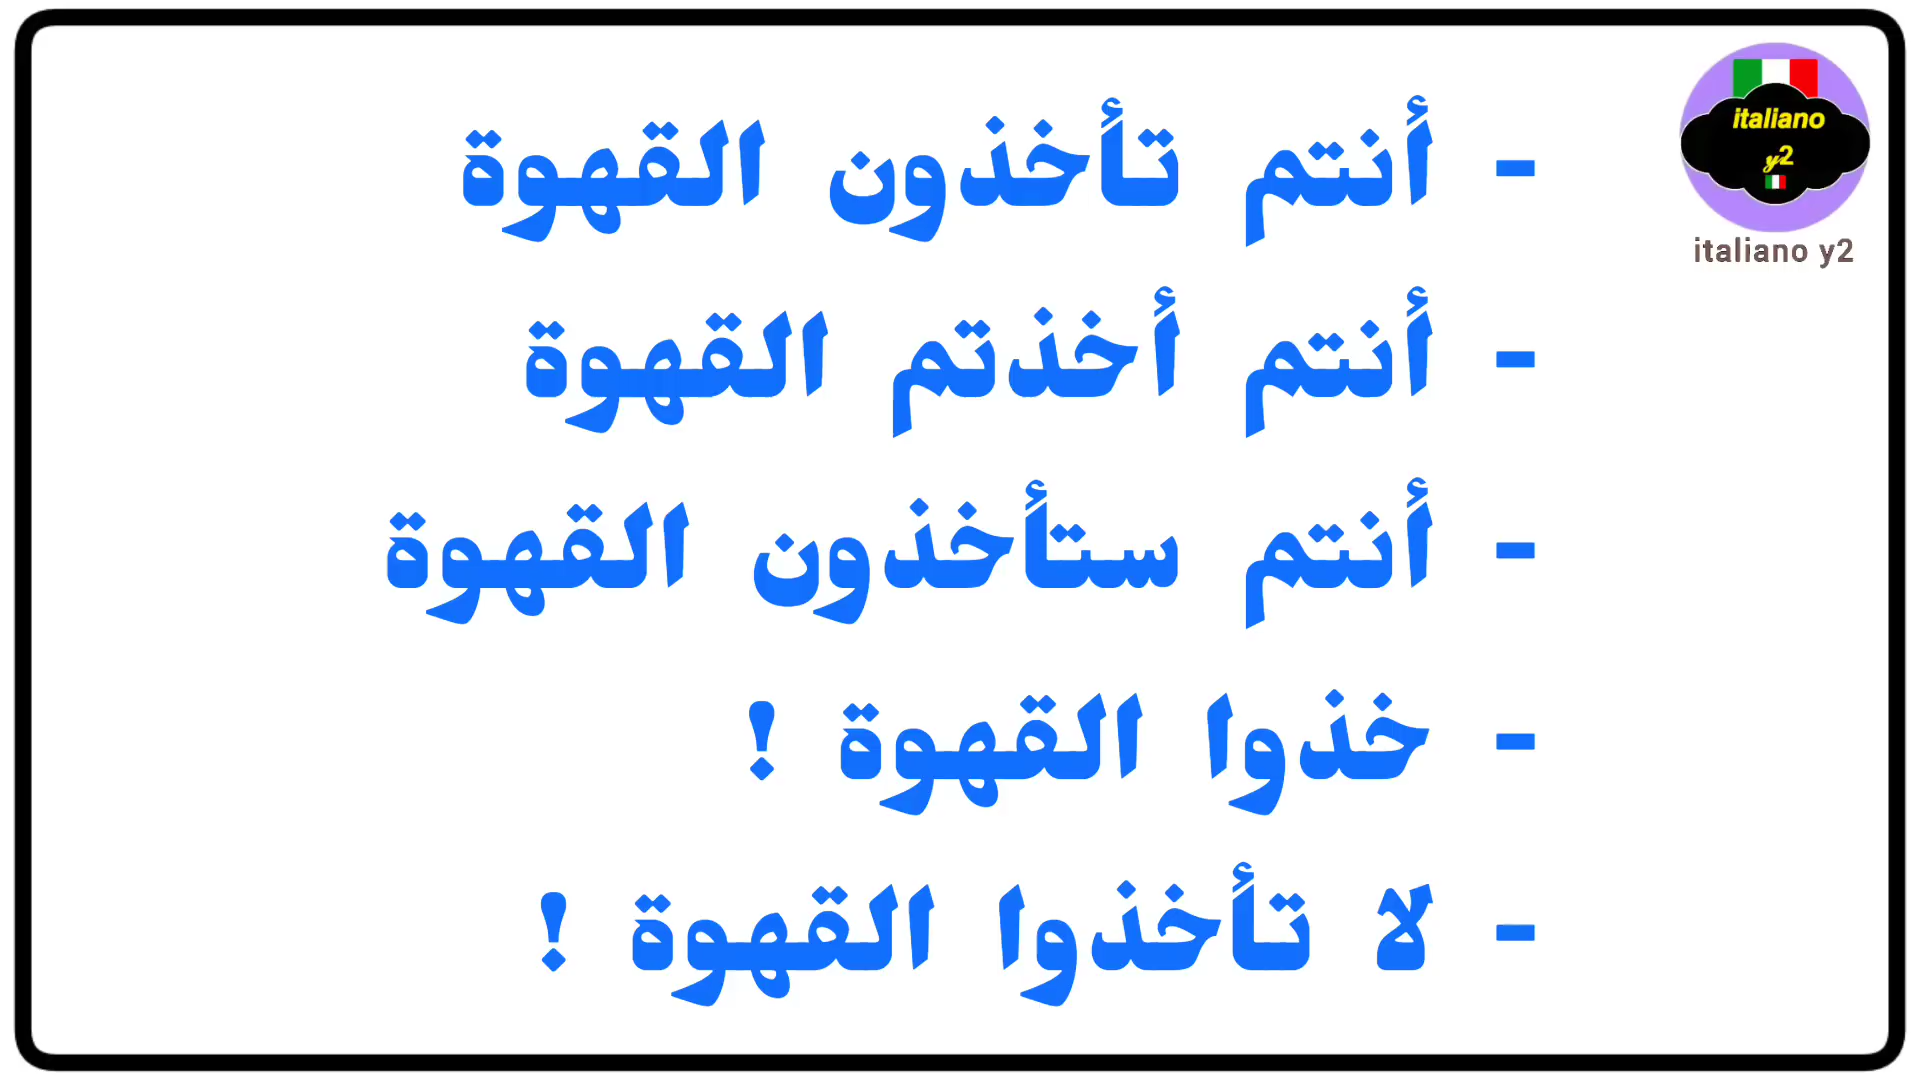 - أنتم تأخذون القهوة
- أنتم أخذتم القهوة
- أنتم ستأخذون القهوة
- خذوا القهوة !
- لا تأخذوا القهوة !
italiano
y2
italiano y2